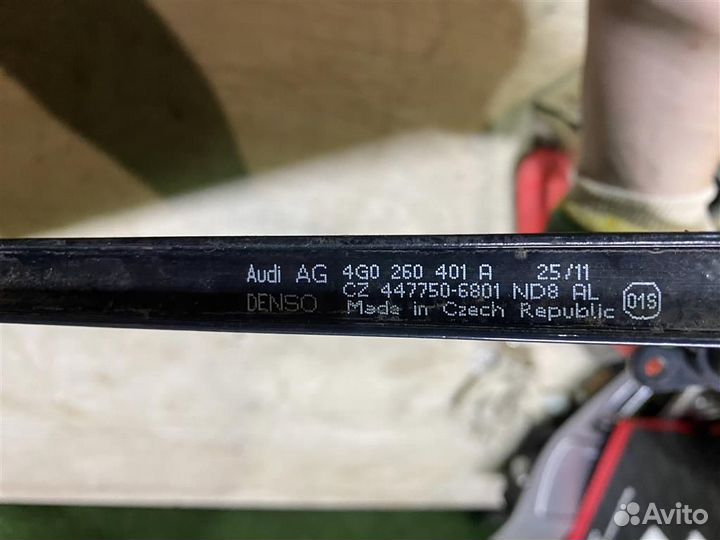 Audi AG 4G0 260 401 A 25/11
CZ 447750-6801 ND8 AL
DENSO Made in Czech Republic
01S
Avito